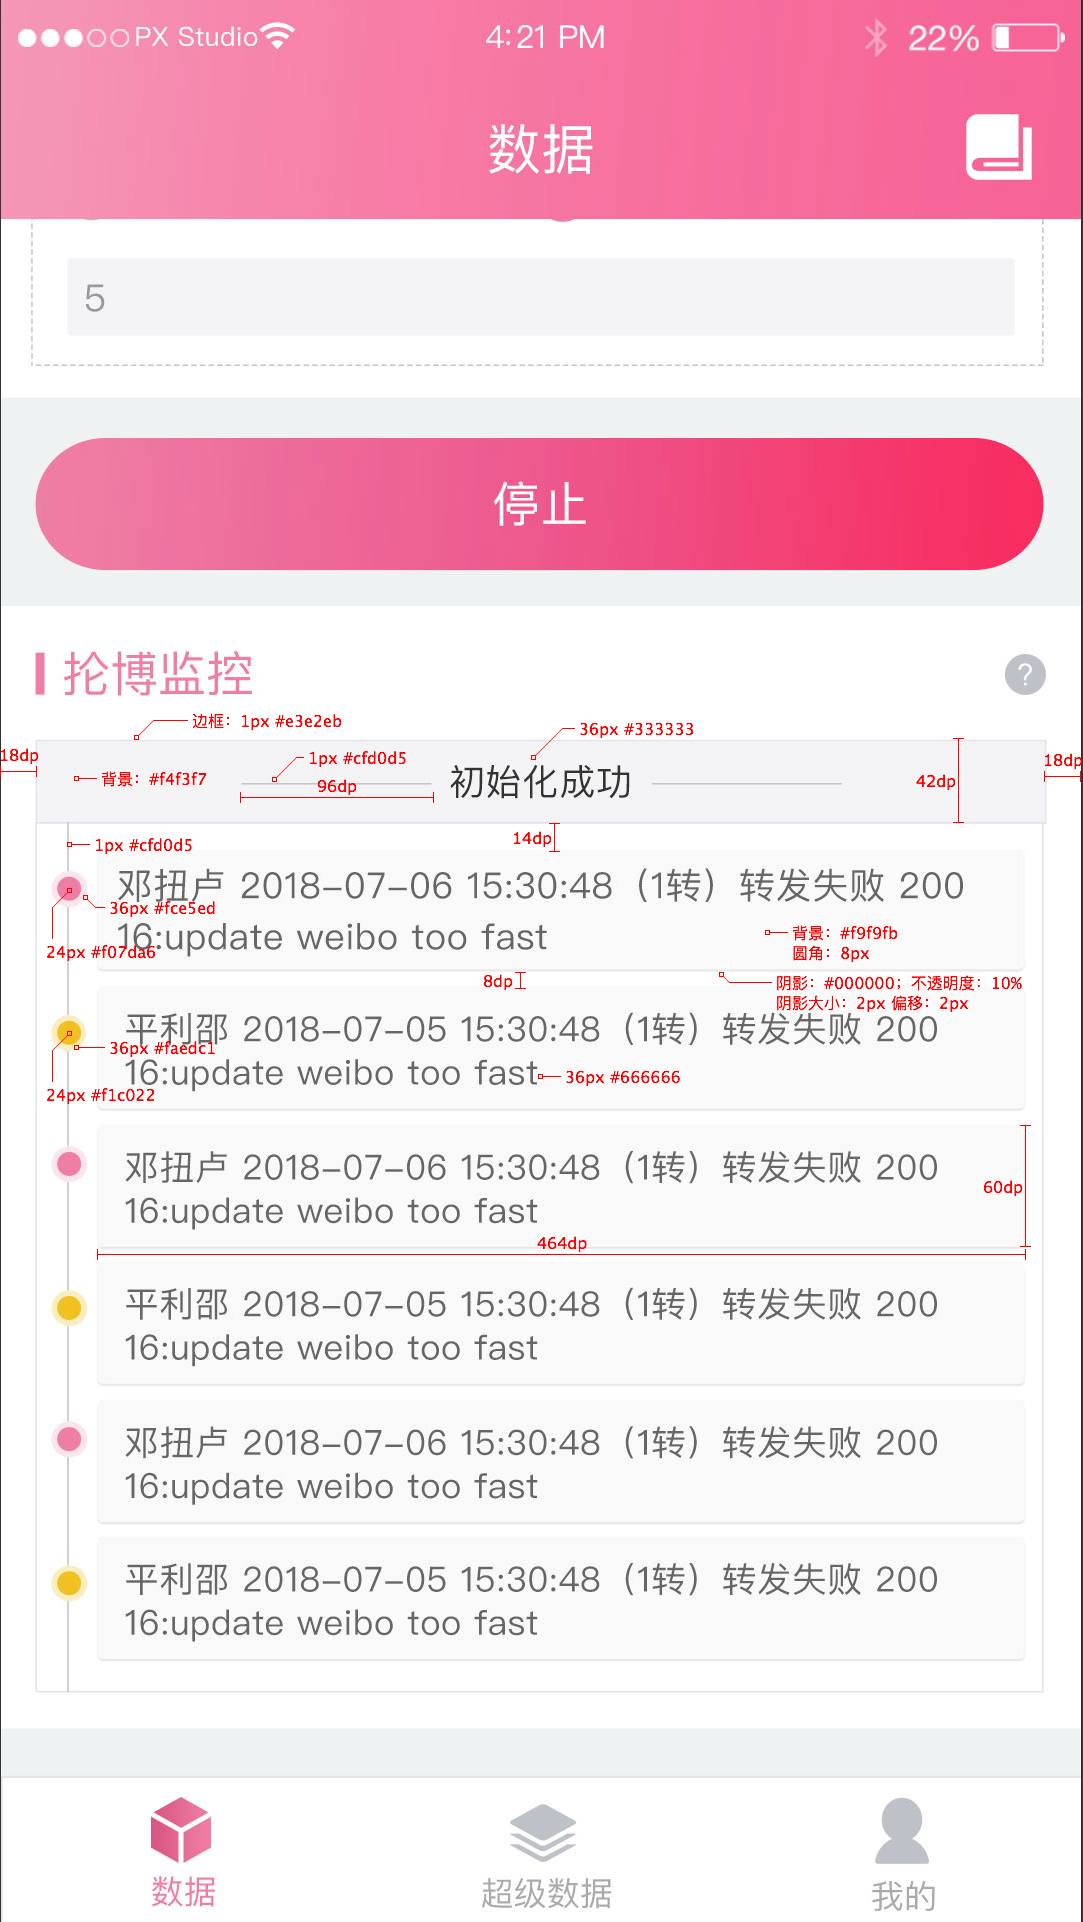 PX Studio 4:21 PM 22%
数据
5
停止
抡博监控
?
边框：1px #e3e2eb
36px #333333
18dp
18dp
背景：#f4f3f7
1px #cfd0d5
96dp
初始化成功
42dp
14dp
1px #cfd0d5
邓扭卢 2018-07-06 15:30:48（1转）转发失败 200
16:update weibo too fast
36px #fce5ed
24px #f07da6
背景：#f9f9fb
圆角：8px
8dp
阴影：#000000；不透明度：10%
阴影大小：2px 偏移：2px
平利邵 2018-07-05 15:30:48（1转）转发失败 200
16:update weibo too fast
36px #faedc1
24px #f1c022
36px #666666
邓扭卢 2018-07-06 15:30:48（1转）转发失败 200
16:update weibo too fast
60dp
464dp
平利邵 2018-07-05 15:30:48（1转）转发失败 200
16:update weibo too fast
邓扭卢 2018-07-06 15:30:48（1转）转发失败 200
16:update weibo too fast
平利邵 2018-07-05 15:30:48（1转）转发失败 200
16:update weibo too fast
数据 超级数据 我的